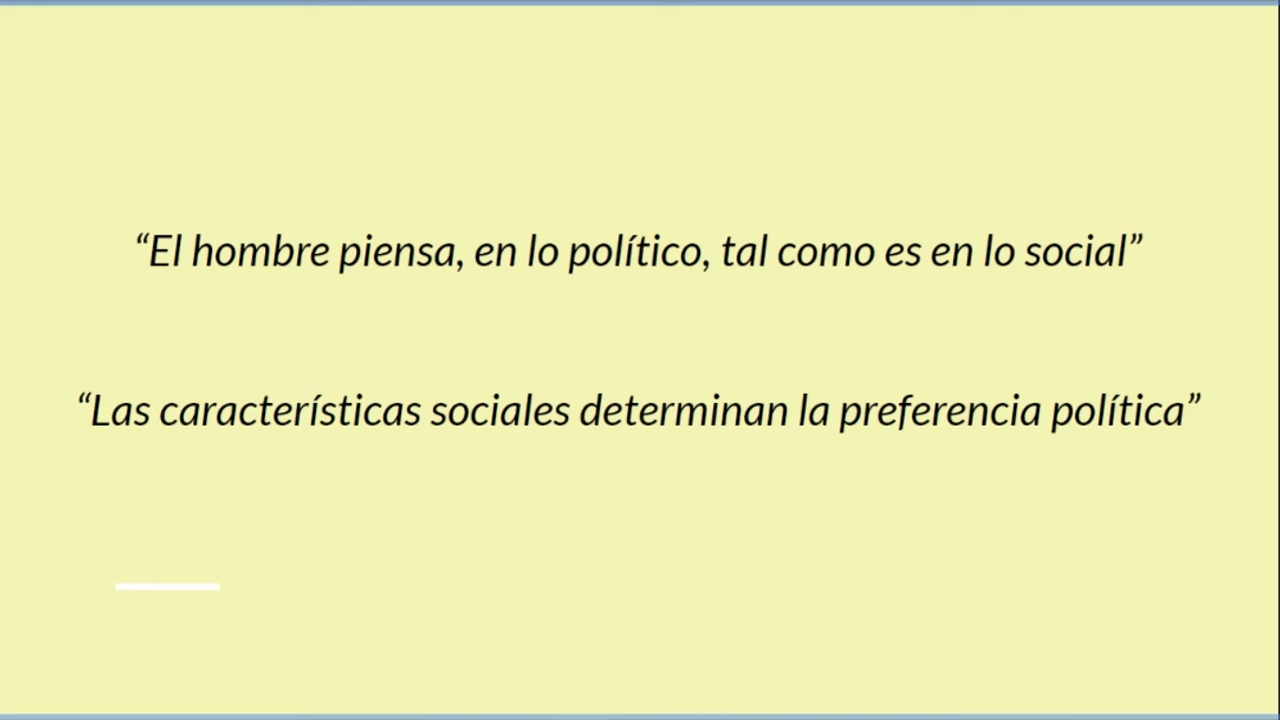 “El hombre piensa, en lo político, tal como es en lo social”
“Las características sociales determinan la preferencia política”